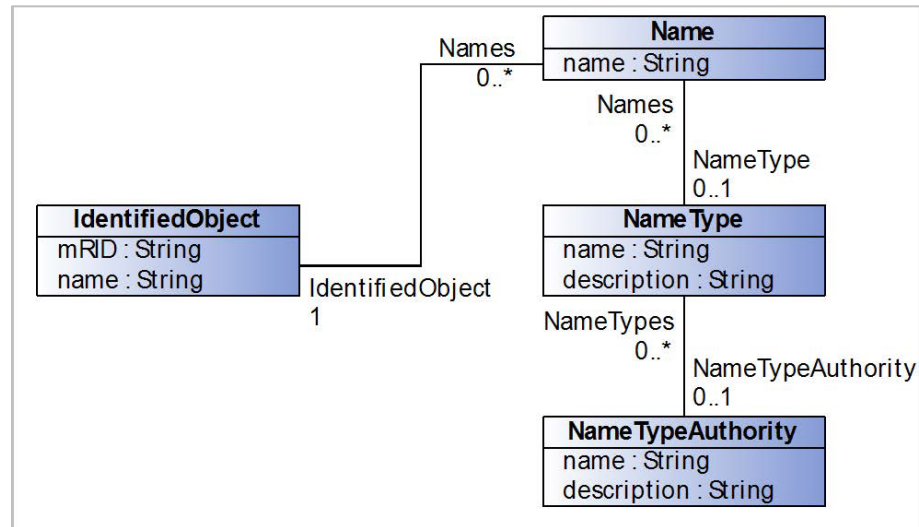 Name
name : String
Names
0..*
Names
0..*
NameType
0..1
IdentifiedObject
mRID : String
name : String
IdentifiedObject
1
NameType
name : String
description : String
NameTypes
0..*
NameTypeAuthority
0..1
NameTypeAuthority
name : String
description : String